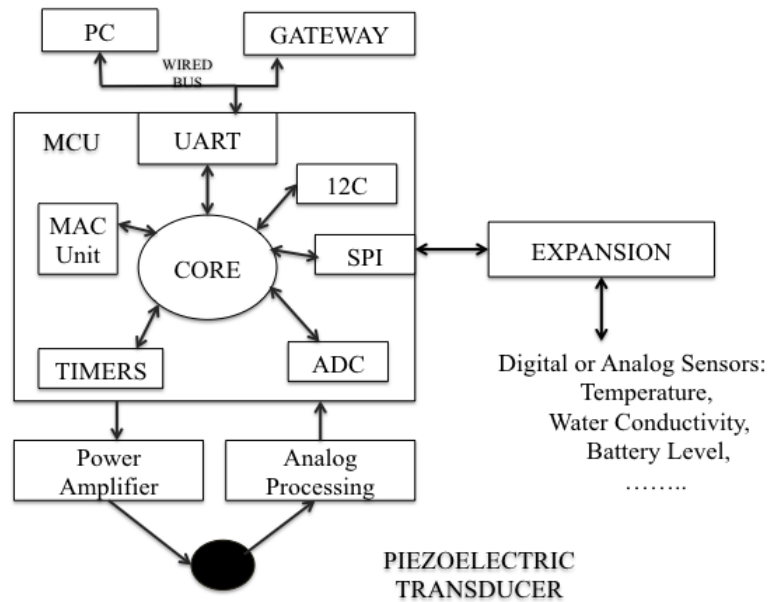 PC
GATEWAY
WIRED
BUS
MCU
UART
12C
MAC
Unit
CORE
SPI
EXPANSION
TIMERS
ADC
Digital or Analog Sensors:
Temperature,
Water Conductivity,
Battery Level,
……..
Power
Amplifier
Analog
Processing
PIEZOELECTRIC
TRANSDUCER